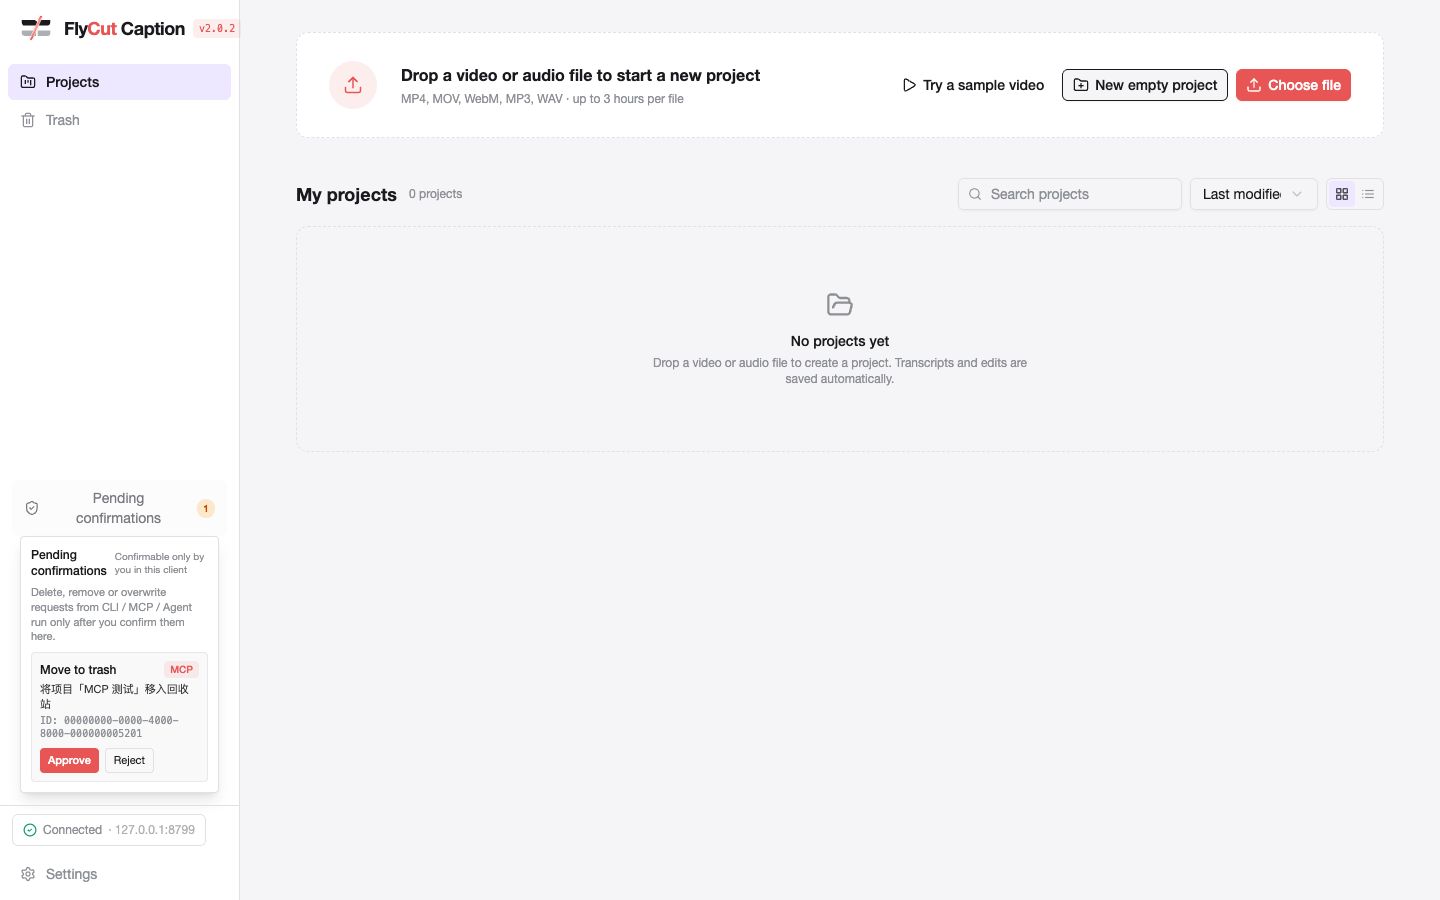 FlyCut Caption v2.0.2
Projects
Trash
Drop a video or audio file to start a new project
MP4, MOV, WebM, MP3, WAV · up to 3 hours per file
Try a sample video
New empty project
Choose file
My projects
0 projects
Search projects
Last modifie
No projects yet
Drop a video or audio file to create a project. Transcripts and edits are
saved automatically.
Pending
confirmations
1
Pending
confirmations
Confirmable only by
you in this client
Delete, remove or overwrite
requests from CLI / MCP / Agent
run only after you confirm them
here.
Move to trash
MCP
将项目「MCP 测试」移入回收
站
ID: 00000000-0000-4000-
8000-000000005201
Approve
Reject
Connected · 127.0.0.1:8799
Settings